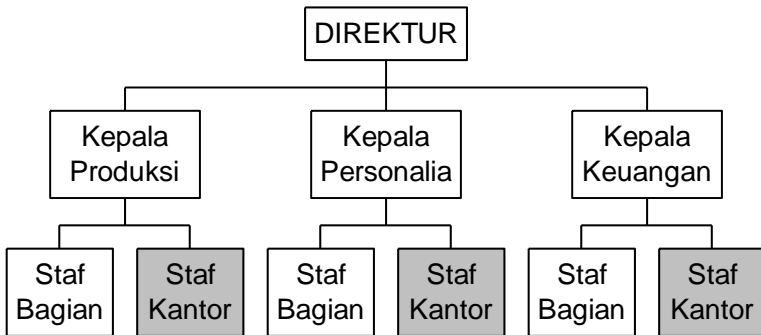 DIREKTUR
Kepala
Produksi
Kepala
Personalia
Kepala
Keuangan
Staf
Bagian
Staf
Kantor
Staf
Bagian
Staf
Kantor
Staf
Bagian
Staf
Kantor